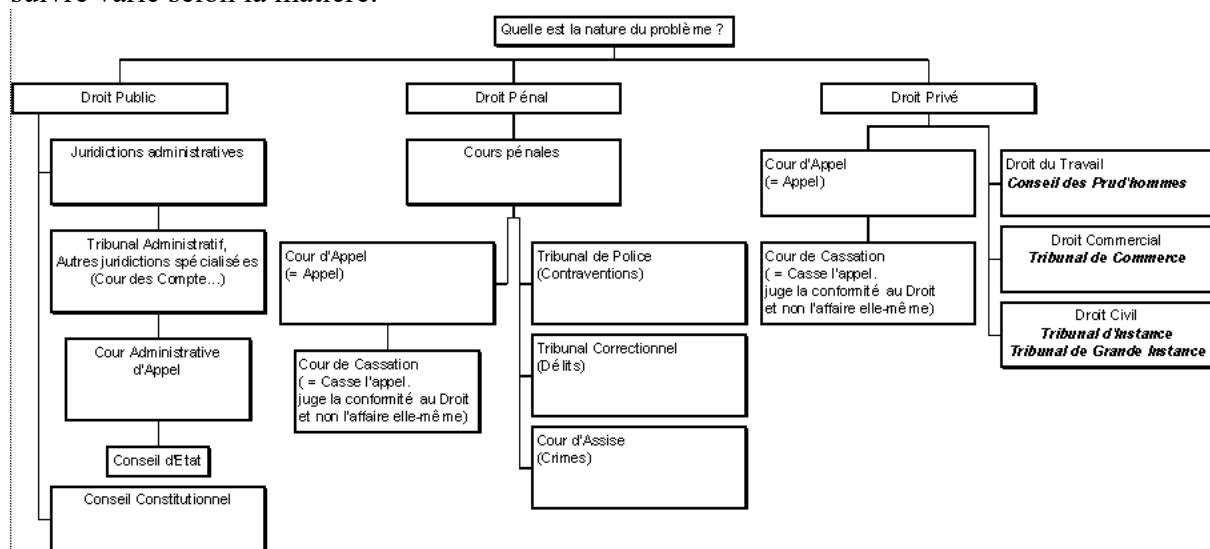 suivre varie selon la matière.
Quelle est la nature du problème ?
Droit Public
Droit Pénal
Droit Privé
Juridictions administratives
Tribunal Administratif,
Autres juridictions spécialisées
(Cour des Compte...)
Cour Administrative
d'Appel
Conseil d'Etat
Conseil Constitutionnel
Cours pénales
Cour d'Appel
(= Appel)
Cour de Cassation
( = Casse l'appel.
juge la conformité au Droit
et non l'affaire elle-même)
Tribunal de Police
(Contraventions)
Tribunal Correctionnel
(Délits)
Cour d'Assise
(Crimes)
Cour d'Appel
(= Appel)
Cour de Cassation
( = Casse l'appel.
juge la conformité au Droit
et non l'affaire elle-même)
Droit du Travail
Conseil des Prud'hommes
Droit Commercial
Tribunal de Commerce
Droit Civil
Tribunal d'Instance
Tribunal de Grande Instance